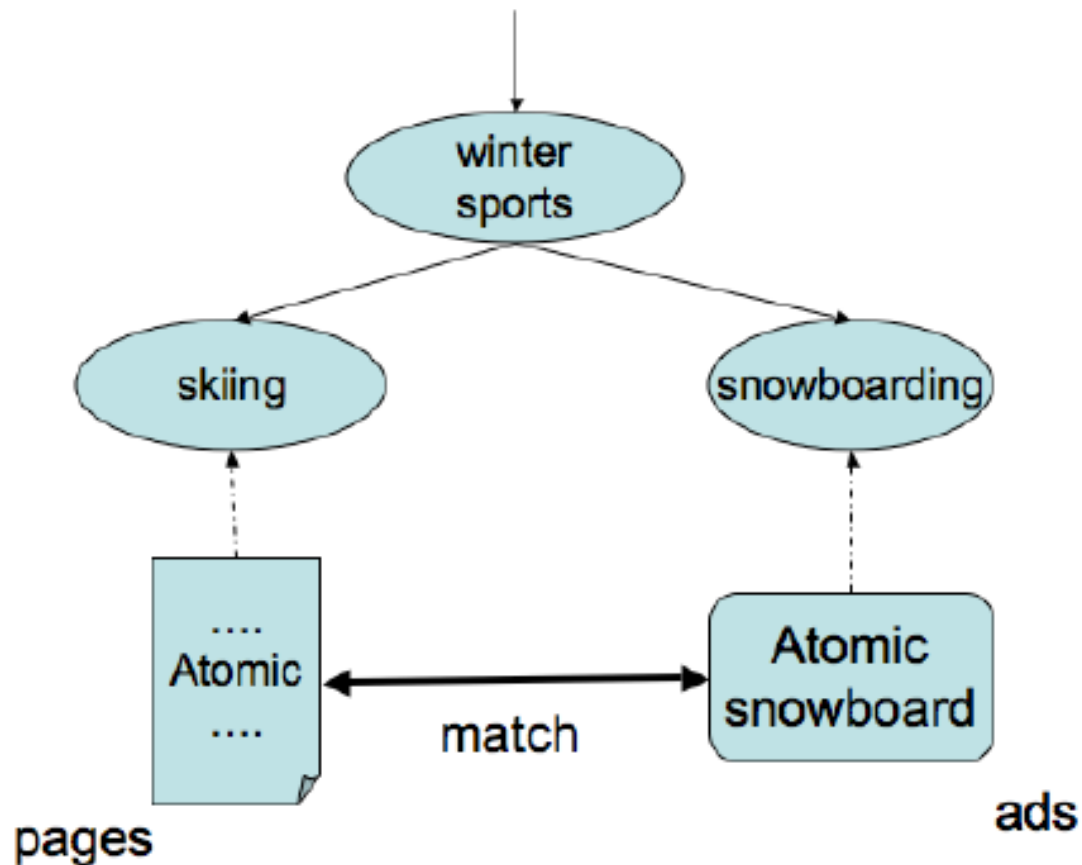 winter
sports
skiing
snowboarding
....
Atomic
....
Atomic
snowboard
match
ads
pages